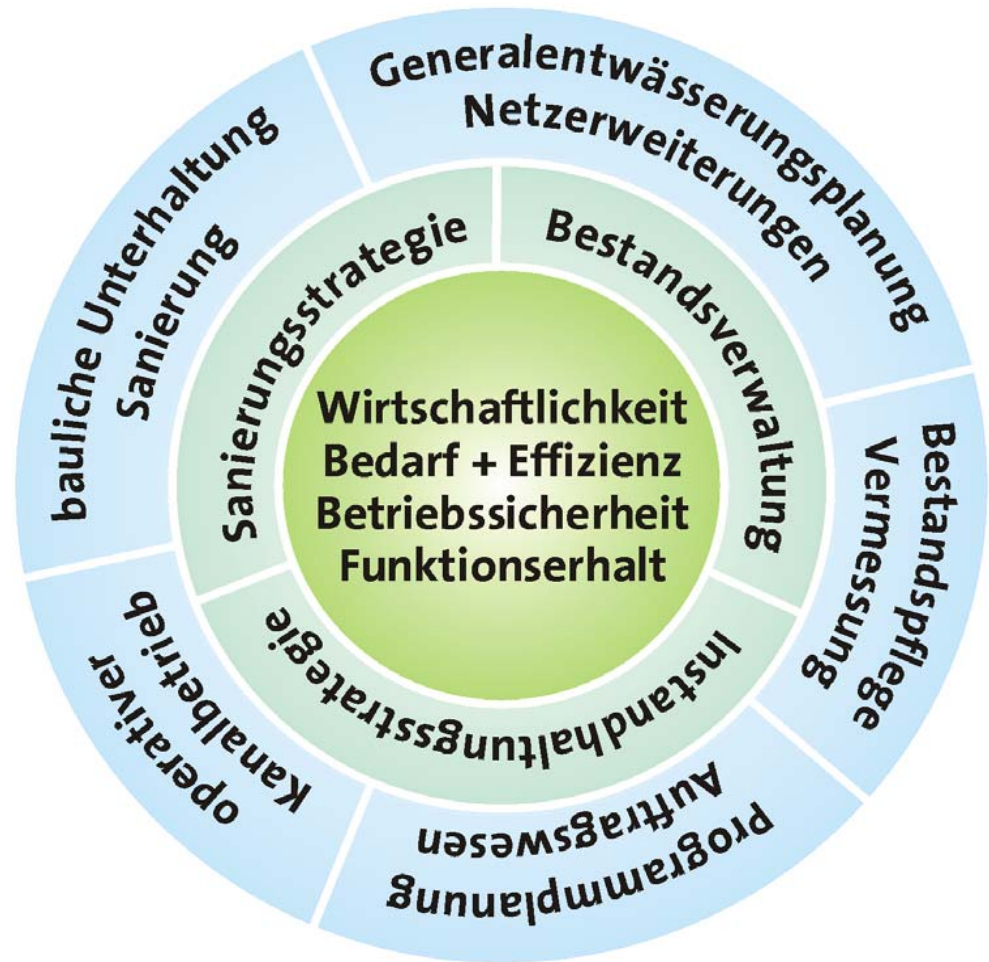 Generalentwässerungsplanung
Netzerweiterungen
Bestandspflege
Vermessung
Programmplanung
Auftragswesen
operativer
Kanalbetrieb
bauliche Unterhaltung
Sanierung
Bestandsverwaltung
Instandhaltungsstrategie
Sanierungsstrategie
Wirtschaftlichkeit
Bedarf + Effizienz
Betriebssicherheit
Funktionserhalt